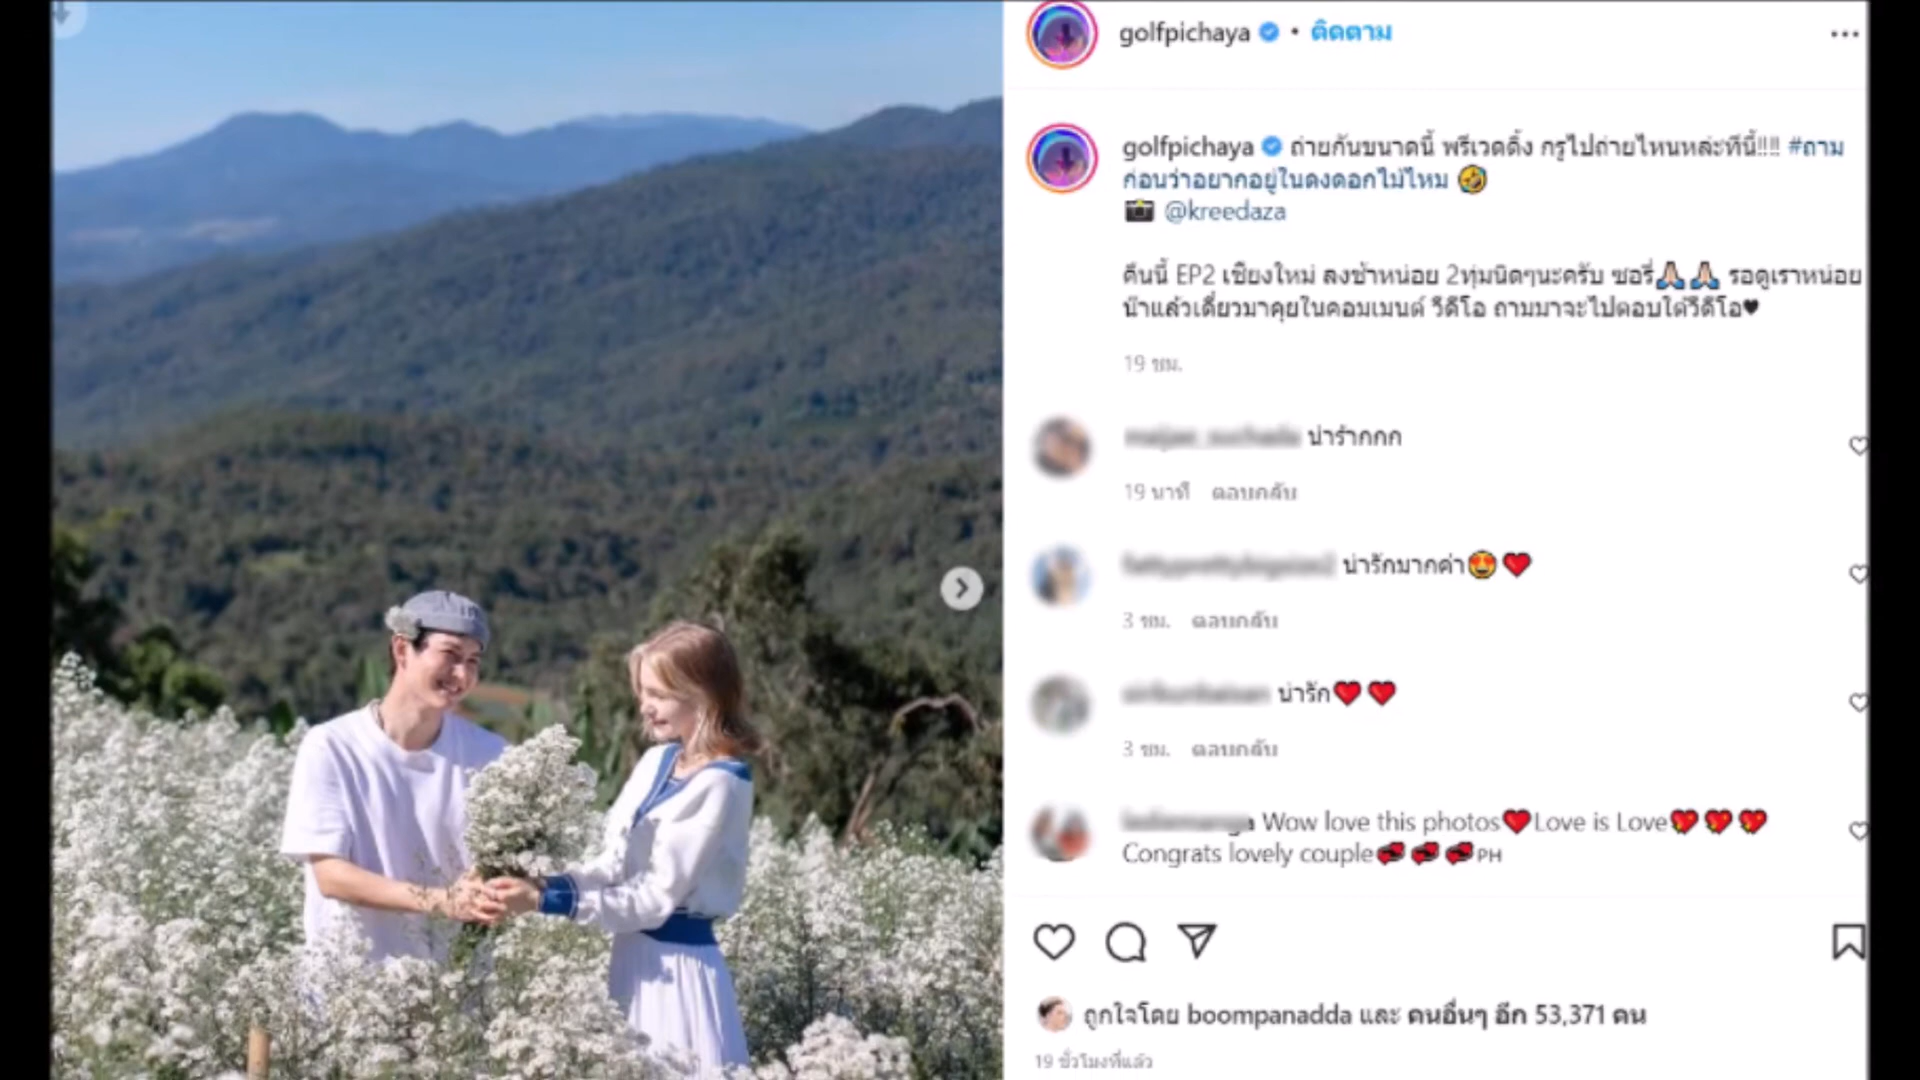 golfpichaya • ติดตาม
golfpichaya ถ่ายกันขนาดนี้ พรีเวดดิ้ง กรูไปถ่ายไหนหล่ะทีนี้!!!! #ถาม
ก่อนว่าอยากอยู่ในดงดอกไม้ไหม 🤣
📸 @kreedaza
คืนนี้ EP2 เชียงใหม่ ลงช้าหน่อย 2ทุ่มนิดๆนะครับ ซอรี่🙏🏻🙏🏻 รอดูเราหน่อย
น๊าแล้วเดี่ยวมาคุยในคอมเมนต์ วีดีโอ ถามมาจะไปตอบใต้วีดีโอ♥
19 ชม.
น่าร๊ากกก
19 นาที ตอบกลับ
น่ารักมากค่า😍❤️
3 ชม. ตอบกลับ
น่ารัก❤️❤️
3 ชม. ตอบกลับ
Wow love this photos❤️Love is Love💖💖💖
Congrats lovely couple💋💋💋PH
ถูกใจโดย boompanadda และ คนอื่นๆ อีก 53,371 คน
19 ชั่วโมงที่แล้ว